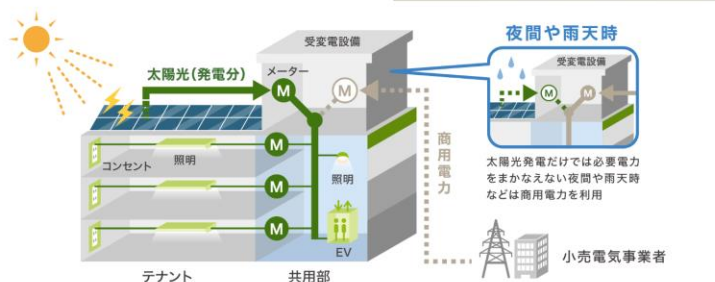 受変電設備
メーター
太陽光(発電分)
M
M
M
コンセント
照明
M
照明
M
EV
テナント
共用部
商用電力
夜間や雨天時
受変電設備
M
M
太陽光発電だけでは必要電力
をまかなえない夜間や雨天時
などは商用電力を利用
小売電気事業者